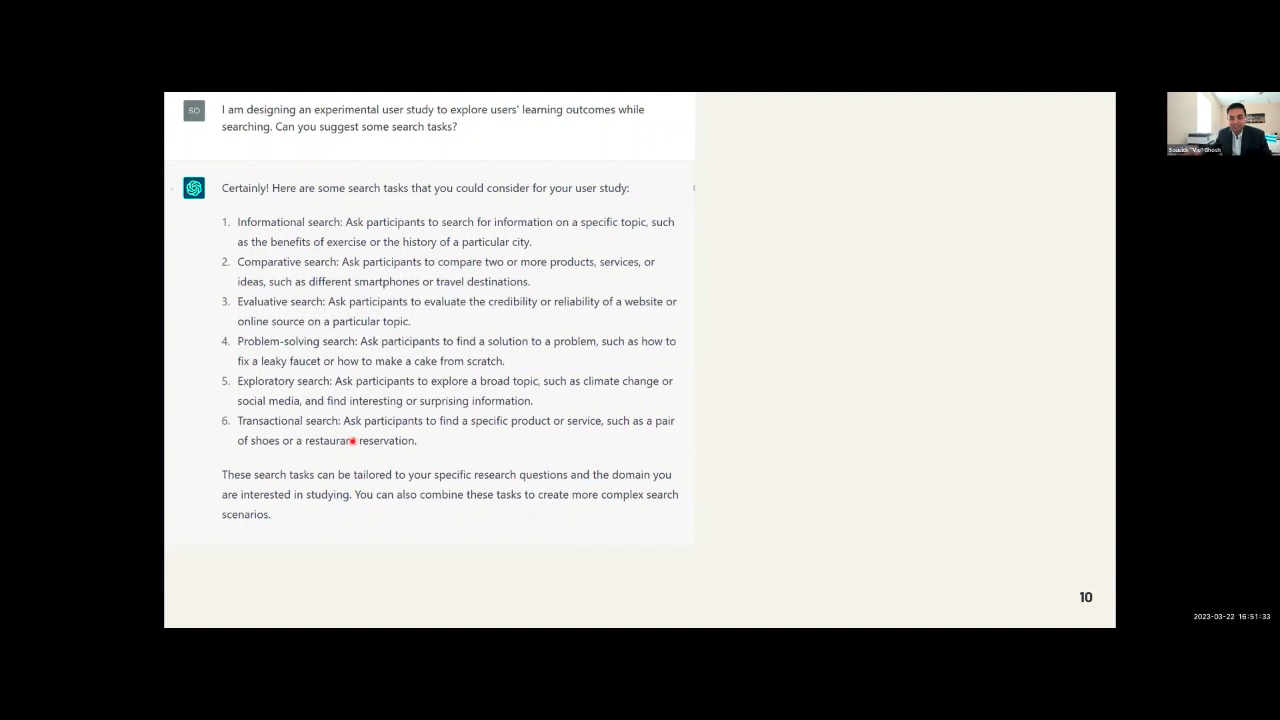 SO
I am designing an experimental user study to explore users' learning outcomes while
searching. Can you suggest some search tasks?
Certainly! Here are some search tasks that you could consider for your user study:
1. Informational search: Ask participants to search for information on a specific topic, such
as the benefits of exercise or the history of a particular city.
2. Comparative search: Ask participants to compare two or more products, services, or
ideas, such as different smartphones or travel destinations.
3. Evaluative search: Ask participants to evaluate the credibility or reliability of a website or
online source on a particular topic.
4. Problem-solving search: Ask participants to find a solution to a problem, such as how to
fix a leaky faucet or how to make a cake from scratch.
5. Exploratory search: Ask participants to explore a broad topic, such as climate change or
social media, and find interesting or surprising information.
6. Transactional search: Ask participants to find a specific product or service, such as a pair
of shoes or a restaurant reservation.
These search tasks can be tailored to your specific research questions and the domain you
are interested in studying. You can also combine these tasks to create more complex search
scenarios.
10
Souvick "Vic" Ghosh
2023-03-22 16:51:33